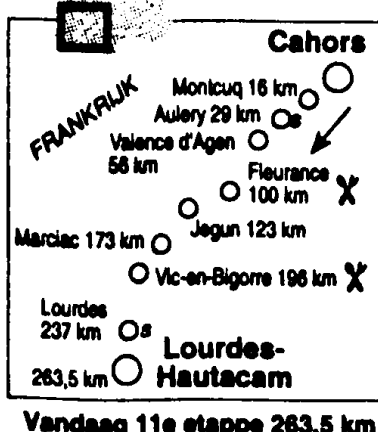 Cahors
Montcuq 16 km
Aulery 29 km
s
FRANKRIJK
Valence d'Agen
56 km
Fleurance
100 km
Jegun 123 km
Marciac 173 km
Vic-en-Bigorre 196 km
Lourdes
237 km
s
Lourdes-
263,5 km Hautacam
Vandaag 11e etappe 263,5 km